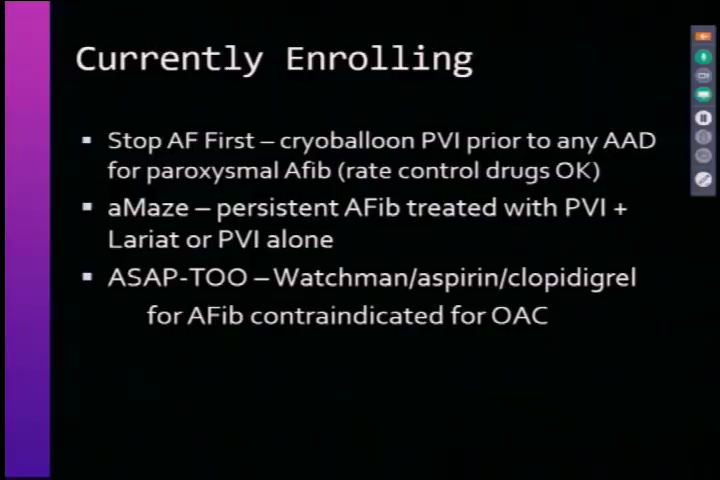 Currently Enrolling
▪ Stop AF First – cryoballoon PVI prior to any AAD
for paroxysmal Afib (rate control drugs OK)
▪ aMaze – persistent AFib treated with PVI +
Lariat or PVI alone
▪ ASAP-TOO – Watchman/aspirin/clopidigrel
for AFib contraindicated for OAC